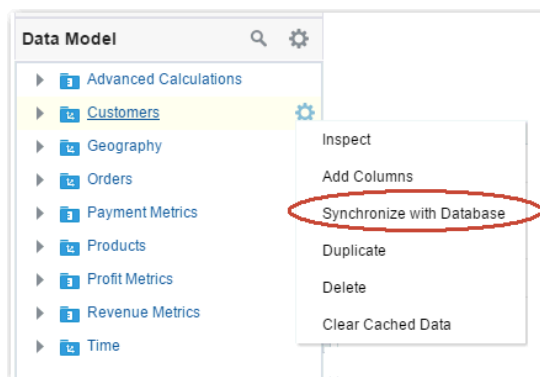 Data Model
Advanced Calculations
Customers
Geography
Orders
Payment Metrics
Products
Profit Metrics
Revenue Metrics
Time
Inspect
Add Columns
Synchronize with Database
Duplicate
Delete
Clear Cached Data